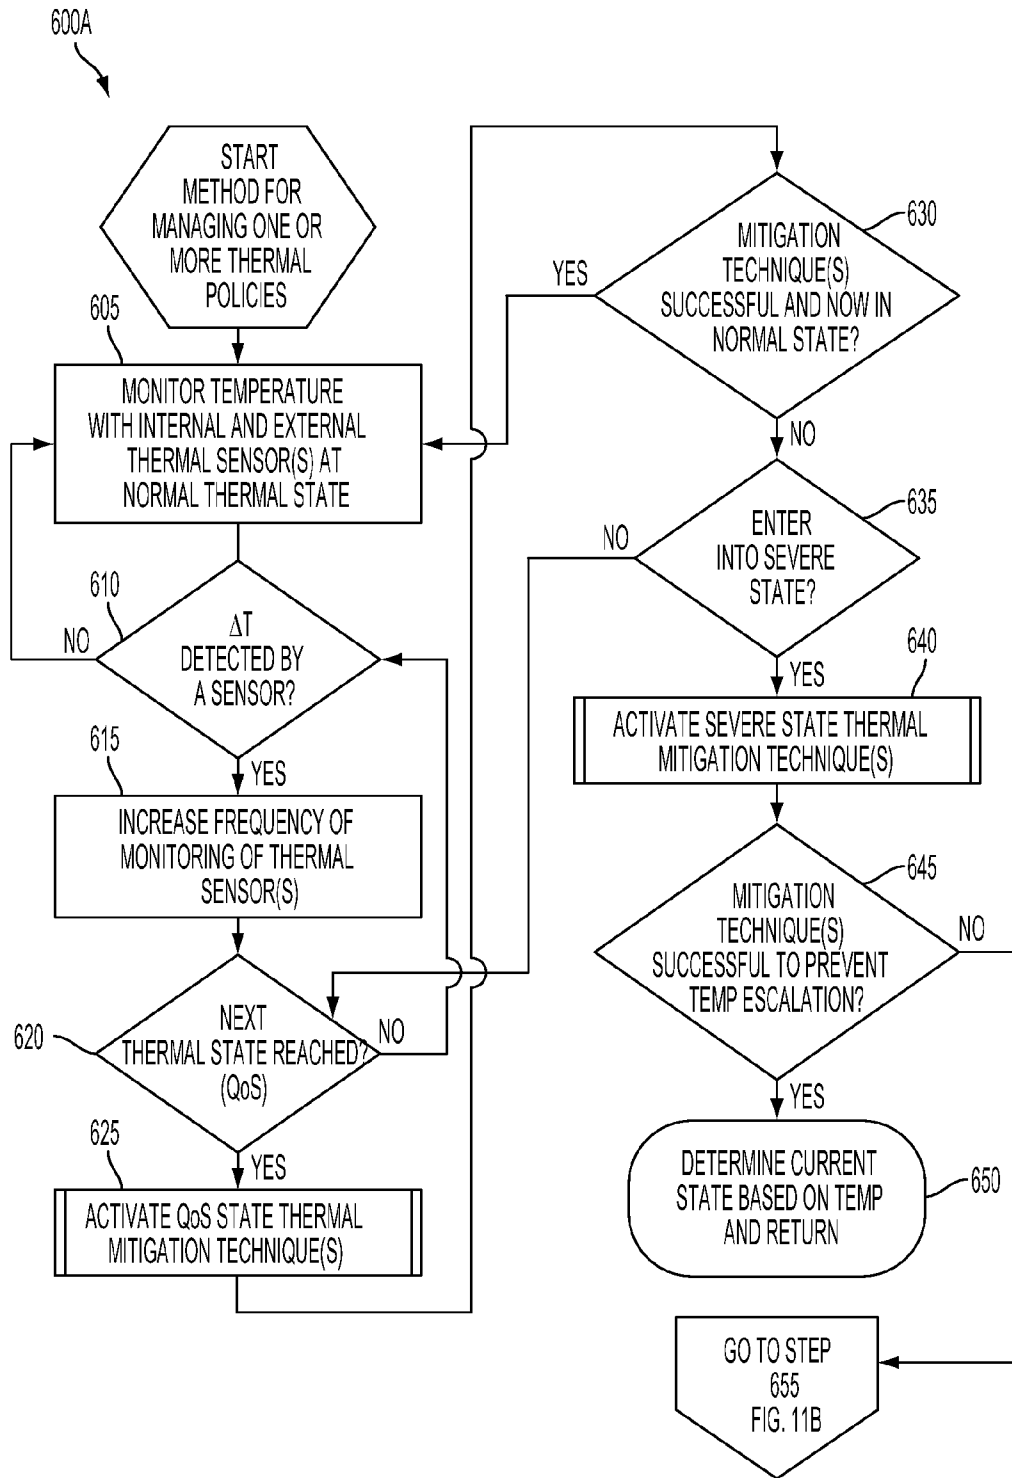 600A
START
METHOD FOR
MANAGING ONE OR
MORE THERMAL
POLICIES
605
MONITOR TEMPERATURE
WITH INTERNAL AND EXTERNAL
THERMAL SENSOR(S) AT
NORMAL THERMAL STATE
610
NO
ΔT
DETECTED BY
A SENSOR?
615
YES
INCREASE FREQUENCY OF
MONITORING OF THERMAL
SENSOR(S)
620
NEXT
THERMAL STATE REACHED?
(QoS)
NO
625
YES
ACTIVATE QoS STATE THERMAL
MITIGATION TECHNIQUE(S)
630
YES
MITIGATION
TECHNIQUE(S)
SUCCESSFUL AND NOW IN
NORMAL STATE?
NO
635
NO
ENTER
INTO SEVERE
STATE?
640
YES
ACTIVATE SEVERE STATE THERMAL
MITIGATION TECHNIQUE(S)
645
MITIGATION
TECHNIQUE(S)
SUCCESSFUL TO PREVENT
TEMP ESCALATION?
NO
YES
DETERMINE CURRENT
STATE BASED ON TEMP
AND RETURN
650
GO TO STEP
655
FIG. 11B